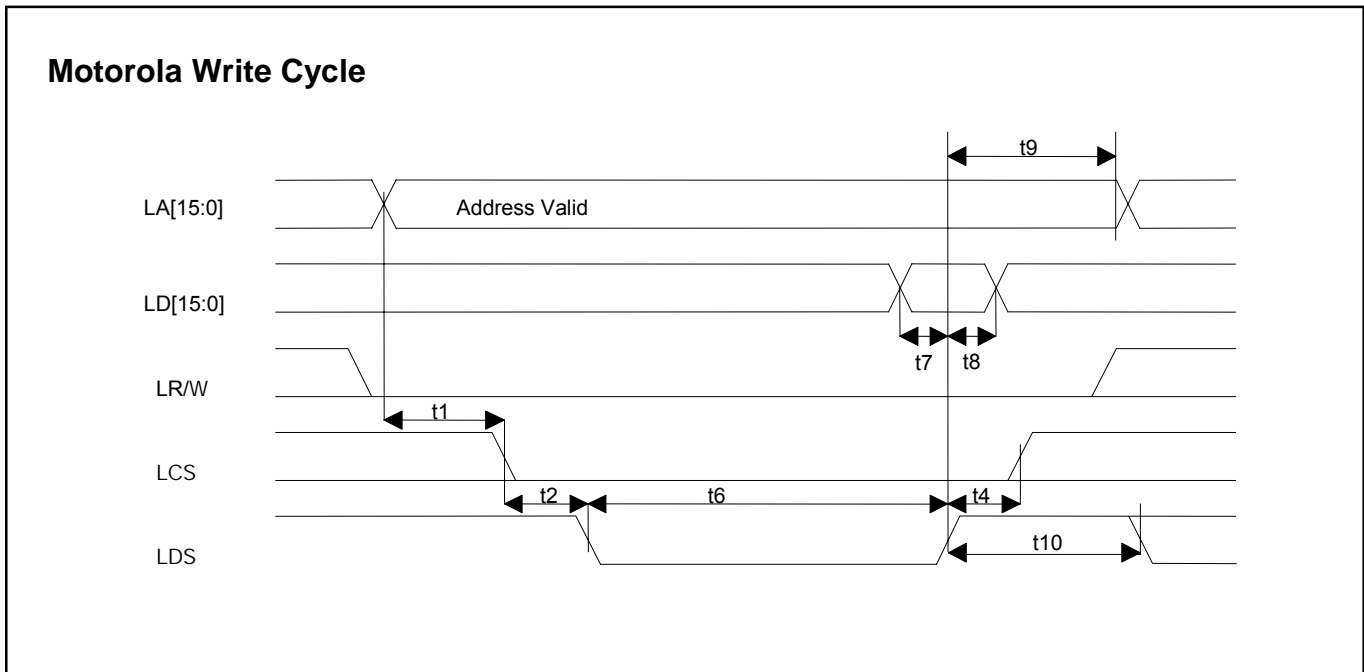 Motorola Write Cycle
t9
LA[15:0]
Address Valid
LD[15:0]
t7
t8
LR/W
t1
LCS
t2
t6
t4
LDS
t10